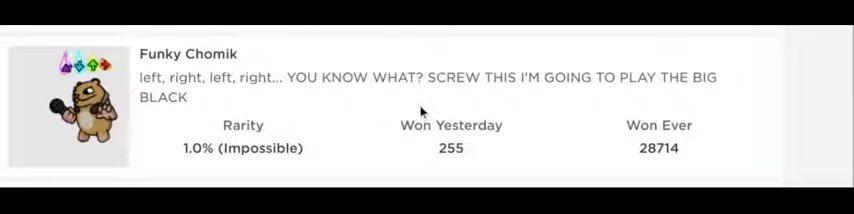 Funky Chomik
left, right, left, right... YOU KNOW WHAT? SCREW THIS I'M GOING TO PLAY THE BIG
BLACK
Rarity Won Yesterday Won Ever
1.0% (Impossible) 255 28714